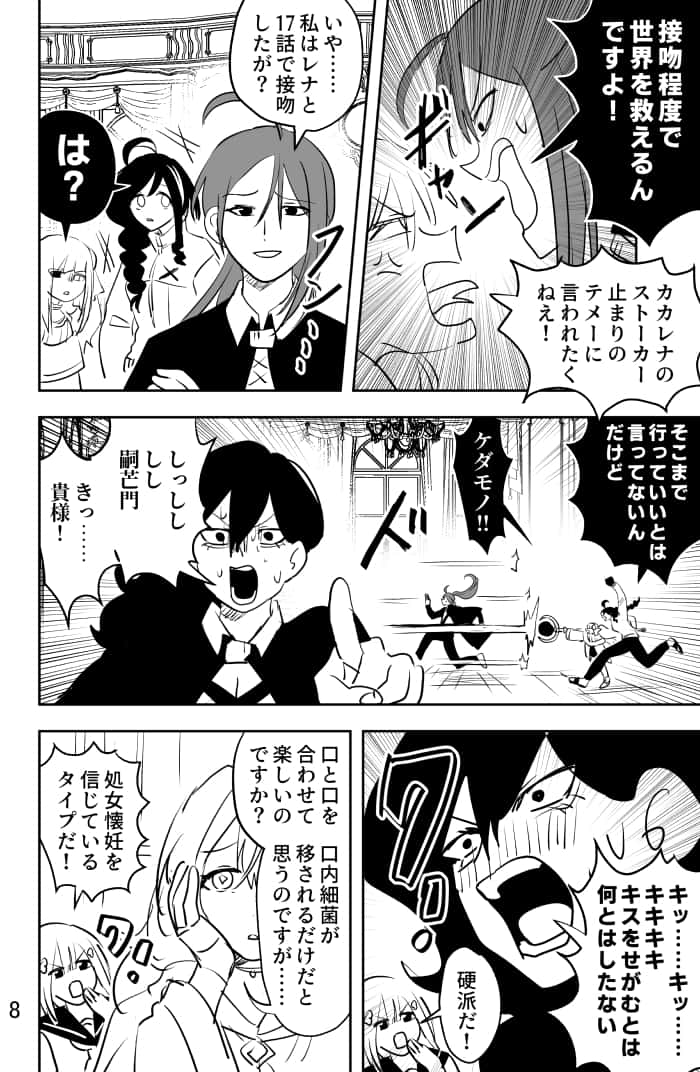 接吻程度で
世界を救えるん
ですよ！
カカレナの
ストーカー
止まりの
テメーに
言われたく
ねえ！
いや……
私はレナと
17話で接吻
したが？
フッ
は？
そこまで
行っていいとは
言ってないん
だけど
ケダモノ!!
ズド
しっしし
しし
嗣芒門
きっ……
貴様！
キッ……キッ……
キキキキ
キスをせがむとは
何とはしたない
硬派だ！
口と口を
合わせて
楽しいの
ですか？
口内細菌が
移されるだけだと
思うのですが……
処女懐妊を
信じている
タイプだ！
8